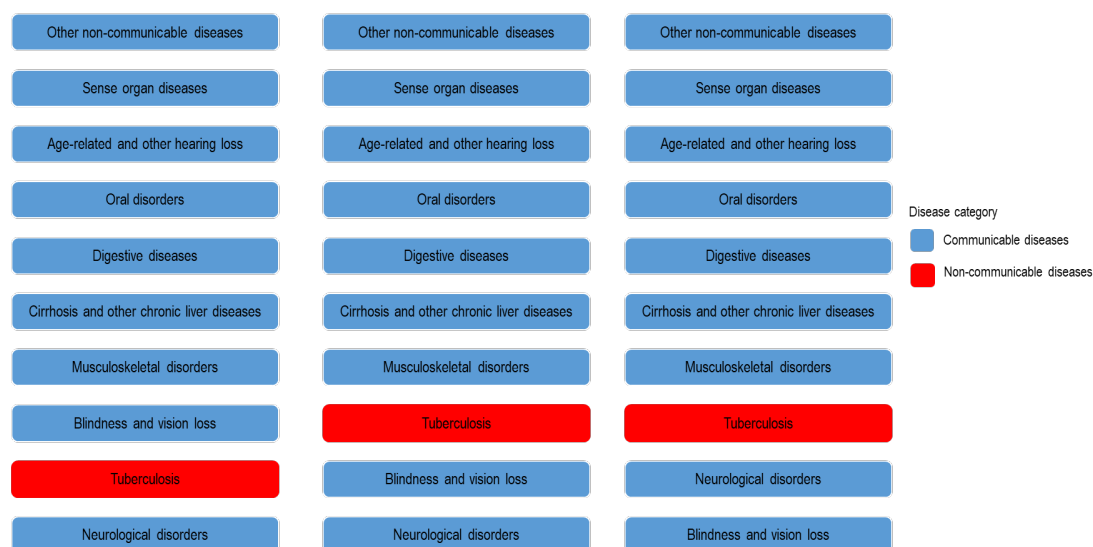 Other non-communicable diseases
Other non-communicable diseases
Other non-communicable diseases
Sense organ diseases
Sense organ diseases
Sense organ diseases
Age-related and other hearing loss
Age-related and other hearing loss
Age-related and other hearing loss
Oral disorders
Oral disorders
Oral disorders
Disease category
Communicable diseases
Digestive diseases
Digestive diseases
Digestive diseases
Non-communicable diseases
Cirrhosis and other chronic liver diseases
Cirrhosis and other chronic liver diseases
Cirrhosis and other chronic liver diseases
Musculoskeletal disorders
Musculoskeletal disorders
Musculoskeletal disorders
Blindness and vision loss
Tuberculosis
Tuberculosis
Tuberculosis
Blindness and vision loss
Neurological disorders
Neurological disorders
Neurological disorders
Blindness and vision loss